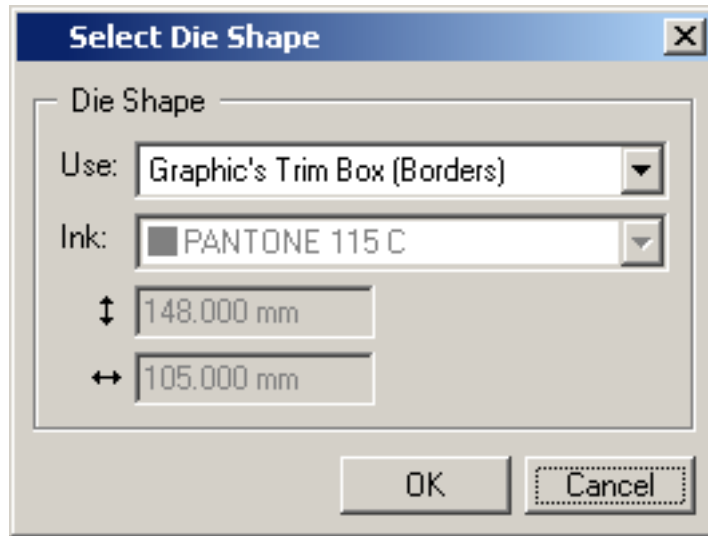 Select Die Shape
Die Shape
Use: Graphic's Trim Box (Borders)
Ink: PANTONE 115 C
148.000 mm
105.000 mm
OK Cancel